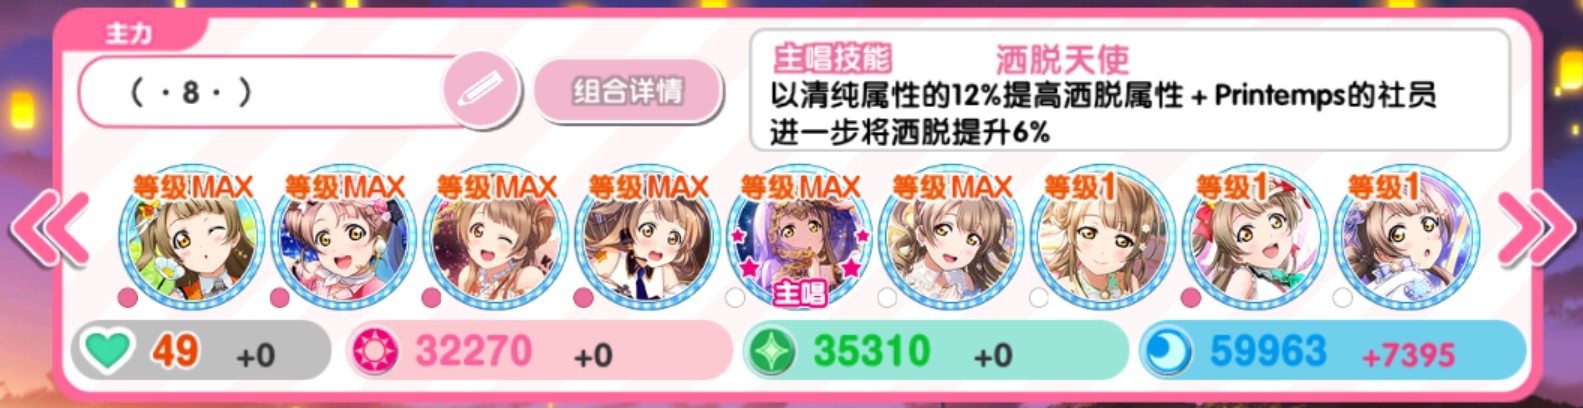 主力
( · 8 · )
组合详情
主唱技能 洒脱天使
以清纯属性的12%提高洒脱属性+Printemps的社员
进一步将洒脱提升6%
等级MAX 等级MAX 等级MAX 等级MAX 等级MAX 等级MAX 等级1 等级1 等级1
主唱
49 +0 32270 +0 35310 +0 59963 +7395